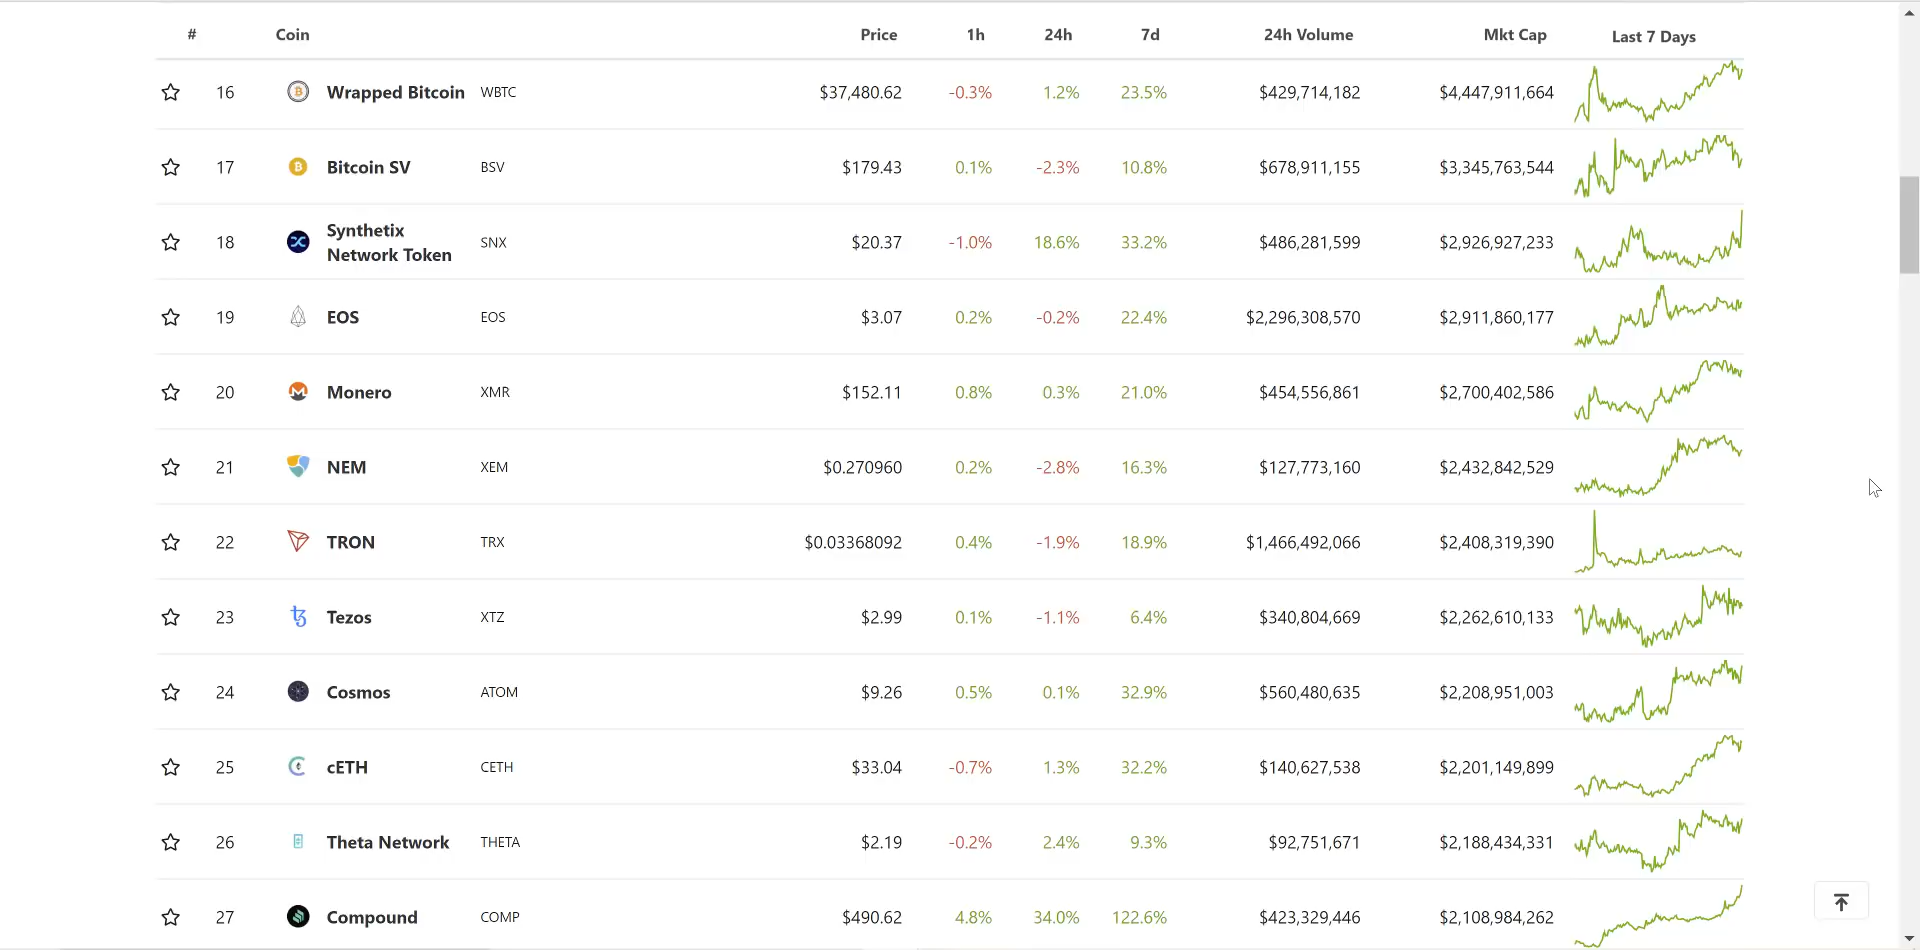 # Coin Price 1h 24h 7d 24h Volume Mkt Cap Last 7 Days
16 Wrapped Bitcoin WBTC $37,480.62 -0.3% 1.2% 23.5% $429,714,182 $4,447,911,664
17 Bitcoin SV BSV $179.43 0.1% -2.3% 10.8% $678,911,155 $3,345,763,544
18 Synthetix
Network Token SNX $20.37 -1.0% 18.6% 33.2% $486,281,599 $2,926,927,233
19 EOS EOS $3.07 0.2% -0.2% 22.4% $2,296,308,570 $2,911,860,177
20 Monero XMR $152.11 0.8% 0.3% 21.0% $454,556,861 $2,700,402,586
21 NEM XEM $0.270960 0.2% -2.8% 16.3% $127,773,160 $2,432,842,529
22 TRON TRX $0.03368092 0.4% -1.9% 18.9% $1,466,492,066 $2,408,319,390
23 Tezos XTZ $2.99 0.1% -1.1% 6.4% $340,804,669 $2,262,610,133
24 Cosmos ATOM $9.26 0.5% 0.1% 32.9% $560,480,635 $2,208,951,003
25 cETH CETH $33.04 -0.7% 1.3% 32.2% $140,627,538 $2,201,149,899
26 Theta Network THETA $2.19 -0.2% 2.4% 9.3% $92,751,671 $2,188,434,331
27 Compound COMP $490.62 4.8% 34.0% 122.6% $423,329,446 $2,108,984,262